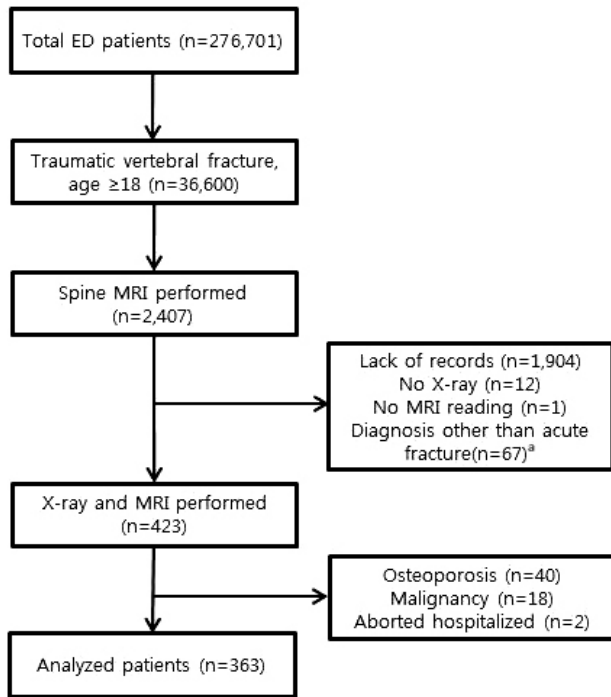 Total ED patients (n=276,701)
Traumatic vertebral fracture,
age ≥18 (n=36,600)
Spine MRI performed
(n=2,407)
Lack of records (n=1,904)
No X-ray (n=12)
No MRI reading (n=1)
Diagnosis other than acute
fracture(n=67)a
X-ray and MRI performed
(n=423)
Osteoporosis (n=40)
Malignancy (n=18)
Aborted hospitalized (n=2)
Analyzed patients (n=363)